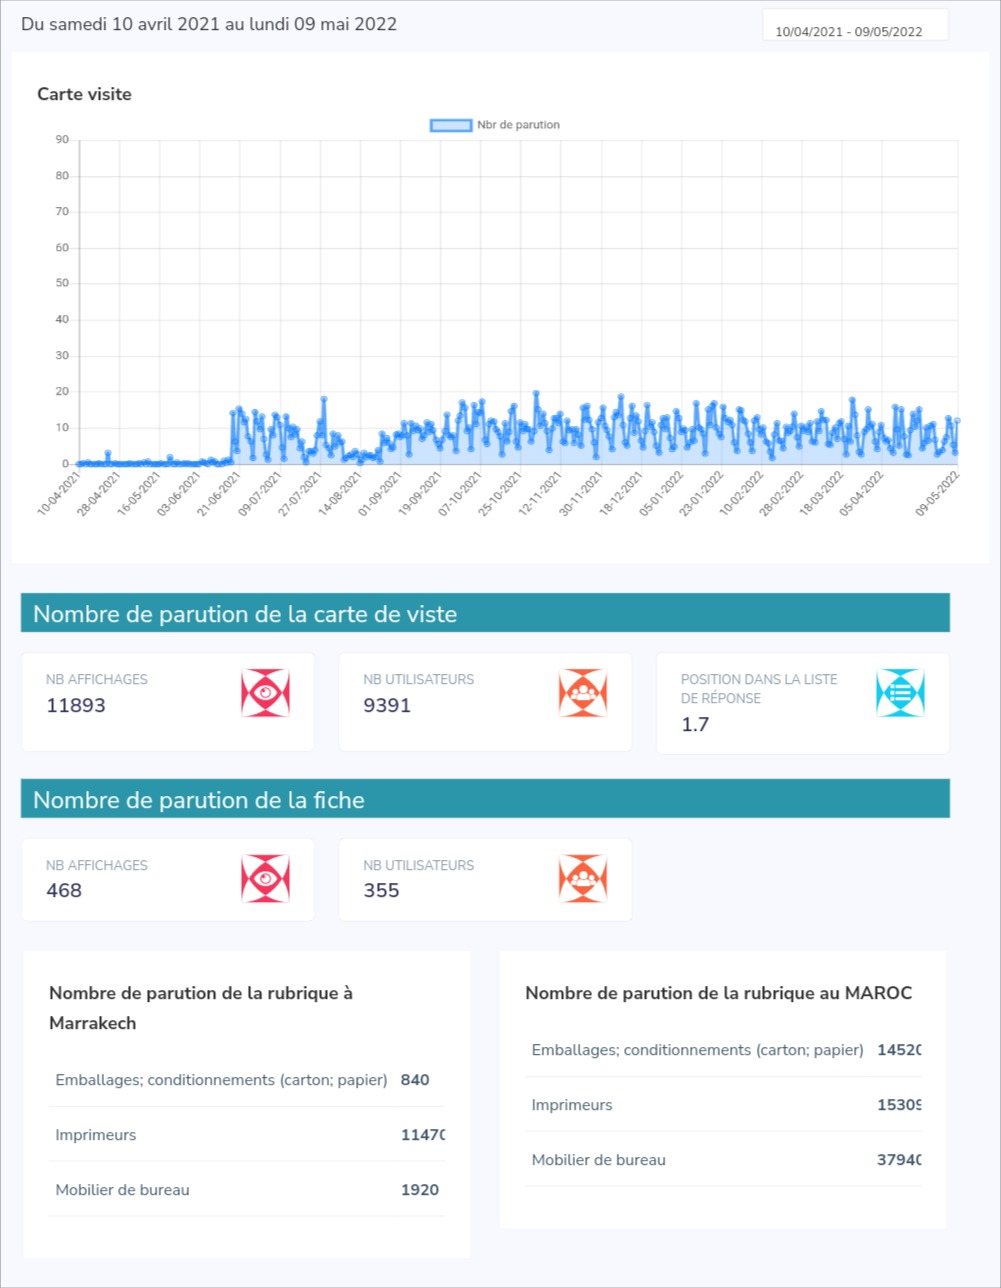 Du samedi 10 avril 2021 au lundi 09 mai 2022
10/04/2021 - 09/05/2022
Carte visite
Nbr de parution
90
80
70
60
50
40
30
20
10
0
10-04-2021
28-04-2021
16-05-2021
03-06-2021
21-06-2021
09-07-2021
27-07-2021
14-08-2021
01-09-2021
19-09-2021
07-10-2021
25-10-2021
12-11-2021
30-11-2021
18-12-2021
05-01-2022
23-01-2022
10-02-2022
28-02-2022
18-03-2022
05-04-2022
09-05-2022
Nombre de parution de la carte de viste
NB AFFICHAGES
11893
NB UTILISATEURS
9391
POSITION DANS LA LISTE
DE RÉPONSE
1.7
Nombre de parution de la fiche
NB AFFICHAGES
468
NB UTILISATEURS
355
Nombre de parution de la rubrique à
Marrakech
Emballages; conditionnements (carton; papier) 840
Imprimeurs 11470
Mobilier de bureau 1920
Nombre de parution de la rubrique au MAROC
Emballages; conditionnements (carton; papier) 14520
Imprimeurs 15309
Mobilier de bureau 37940